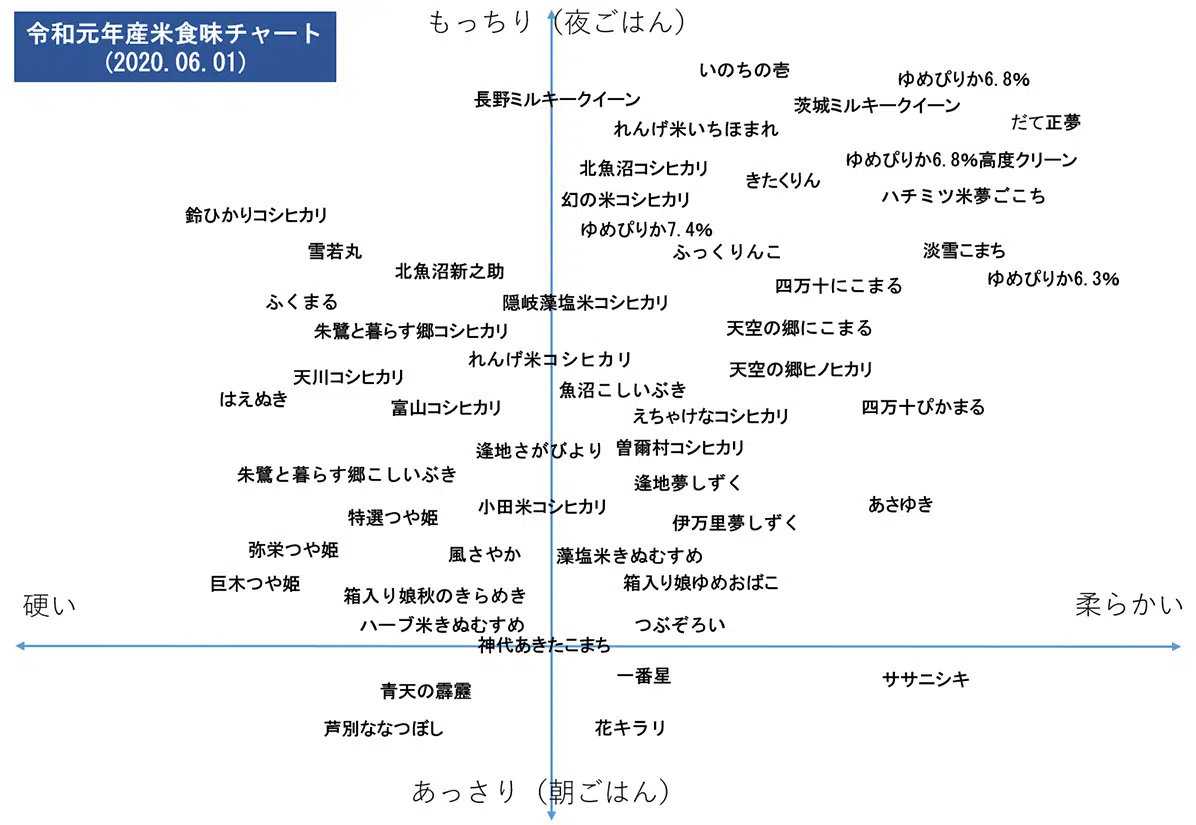 令和元年産米食味チャート
(2020.06.01)
もっちり（夜ごはん）
いのちの壱
ゆめぴりか6.8%
長野ミルキークイーン
茨城ミルキークイーン
だて正夢
れんげ米いちほまれ
ゆめぴりか6.8%高度クリーン
北魚沼コシヒカリ
きたくりん
幻の米コシヒカリ
ハチミツ米夢ごこち
鈴ひかりコシヒカリ
ゆめぴりか7.4%
雪若丸
ふっくりんこ
淡雪こまち
北魚沼新之助
ゆめぴりか6.3%
四万十にこまる
ふくまる
隠岐藻塩米コシヒカリ
朱鷺と暮らす郷コシヒカリ
天空の郷にこまる
れんげ米コシヒカリ
天空の郷ヒノヒカリ
天川コシヒカリ
魚沼こしいぶき
はえぬき
富山コシヒカリ
四万十ぴかまる
えちゃけなコシヒカリ
逢地さがびより
曽爾村コシヒカリ
朱鷺と暮らす郷こしいぶき
逢地夢しずく
小田米コシヒカリ
あさゆき
特選つや姫
伊万里夢しずく
弥栄つや姫
風さやか
藻塩米きぬむすめ
巨木つや姫
箱入り娘ゆめおばこ
箱入り娘秋のきらめき
硬い
柔らかい
ハーブ米きぬむすめ
つぶぞろい
神代あきたこまち
一番星
ササニシキ
青天の霹靂
芦別ななつぼし
花キラリ
あっさり（朝ごはん）